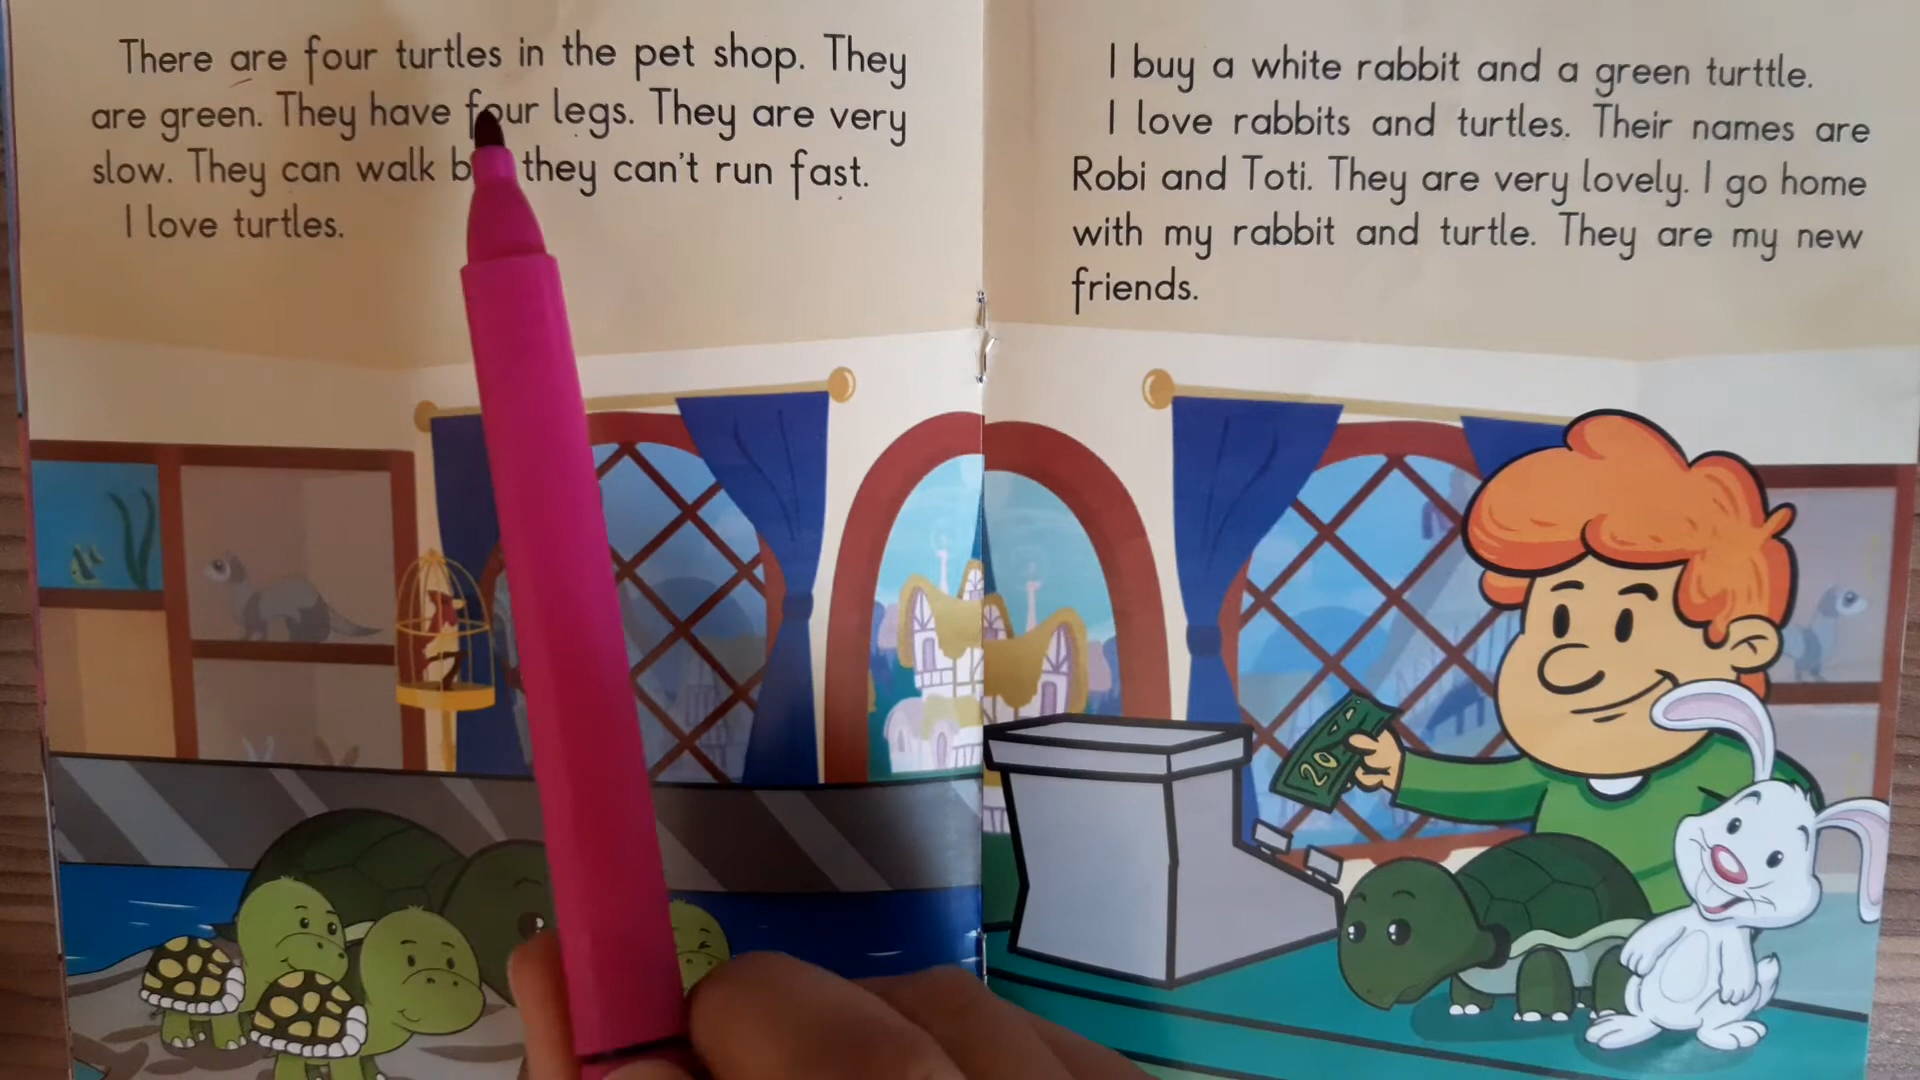 There are four turtles in the pet shop. They
are green. They have four legs. They are very
slow. They can walk they can't run fast.
I love turtles.
I buy a white rabbit and a green turttle.
I love rabbits and turtles. Their names are
Robi and Toti. They are very lovely. I go home
with my rabbit and turtle. They are my new
friends.
20